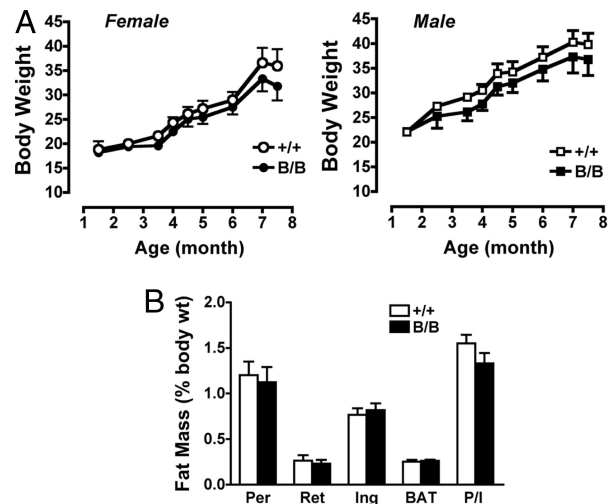 A
Female
Body Weight
45
40
35
30
25
20
15
10
+/+
B/B
1 2 3 4 5 6 7 8
Age (month)
Male
Body Weight
45
40
35
30
25
20
15
10
+/+
B/B
1 2 3 4 5 6 7 8
Age (month)
B
Fat Mass (% body wt)
2.0
1.5
1.0
0.5
0.0
+/+
B/B
Per Ret Ing BAT P/I